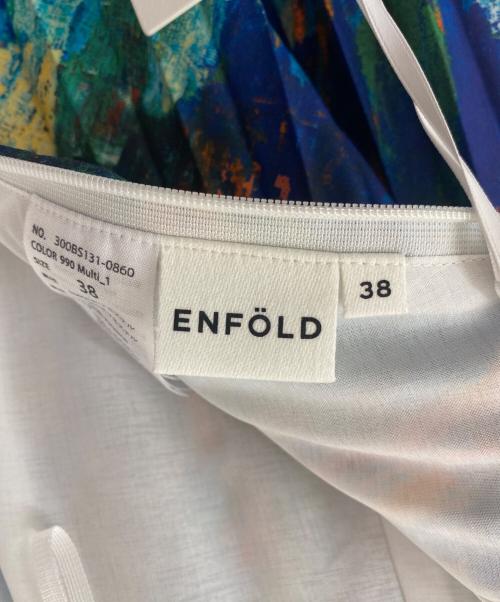 NO. 300BS131-0860
COLOR 990 Multi_1
SIZE
38
ENFÖLD
38